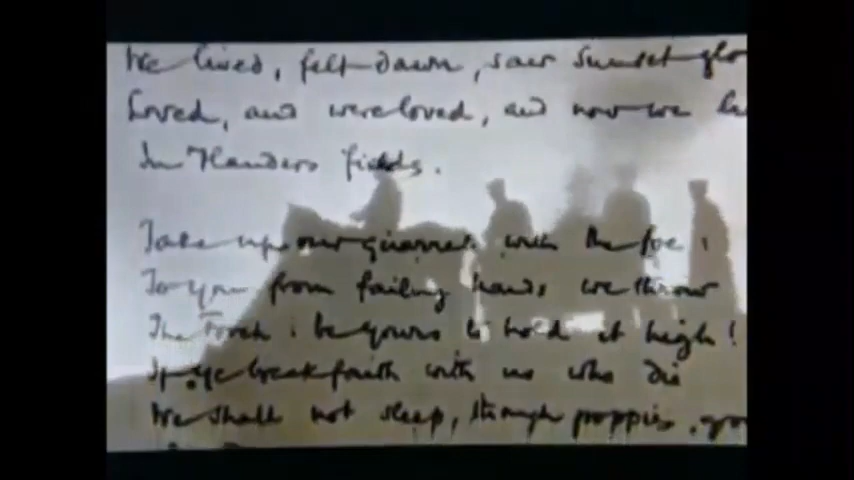 We lived, felt dawn, saw sunset glo
Loved, and were loved, and now we
In Flanders fields.
Take up our quarrel with the foe :
To you from failing hands we throw
The Torch : be yours to hold it high!
If ye break faith with us who die
We shall not sleep, though poppies